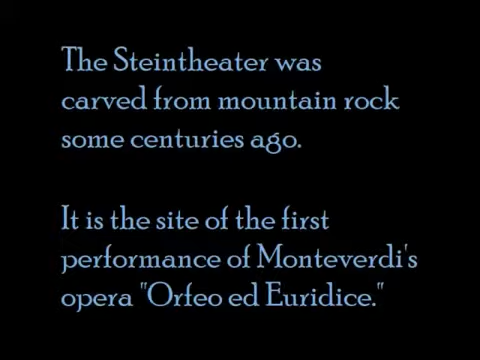 The Steintheater was
carved from mountain rock
some centuries ago.
It is the site of the first
performance of Monteverdi's
opera "Orfeo ed Euridice."